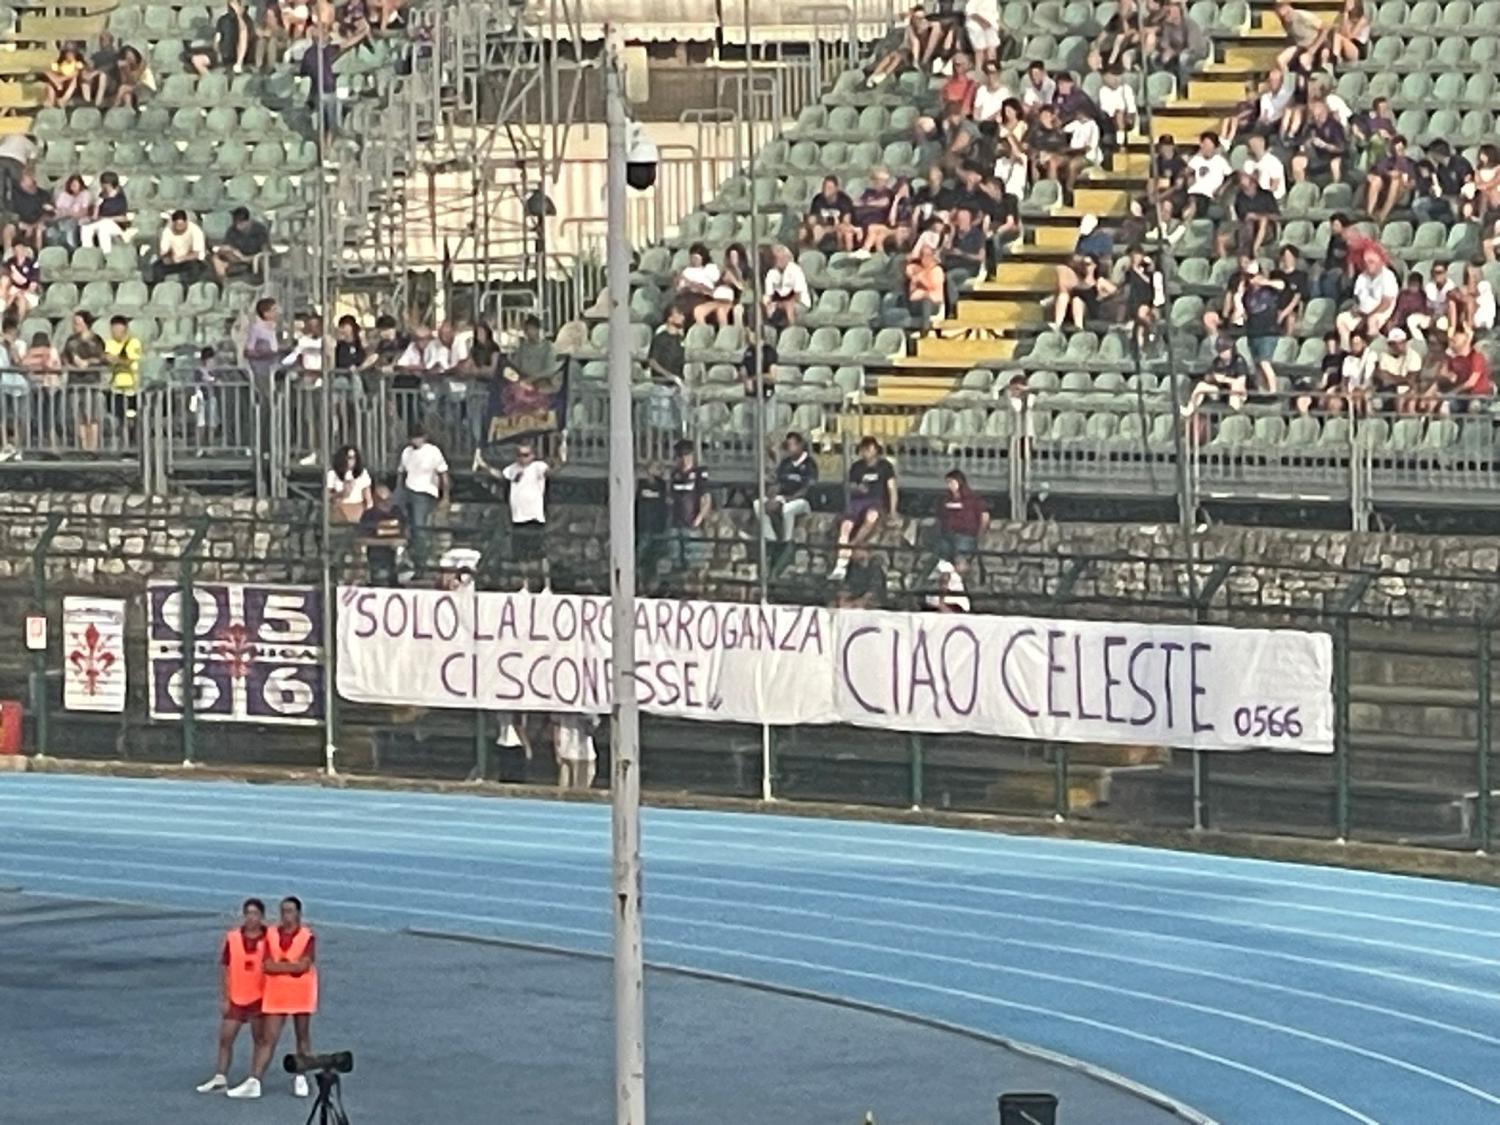 05
66
"SOLO LA LORO ARROGANZA
CI SCONFISSE"
CIAO CELESTE
0566